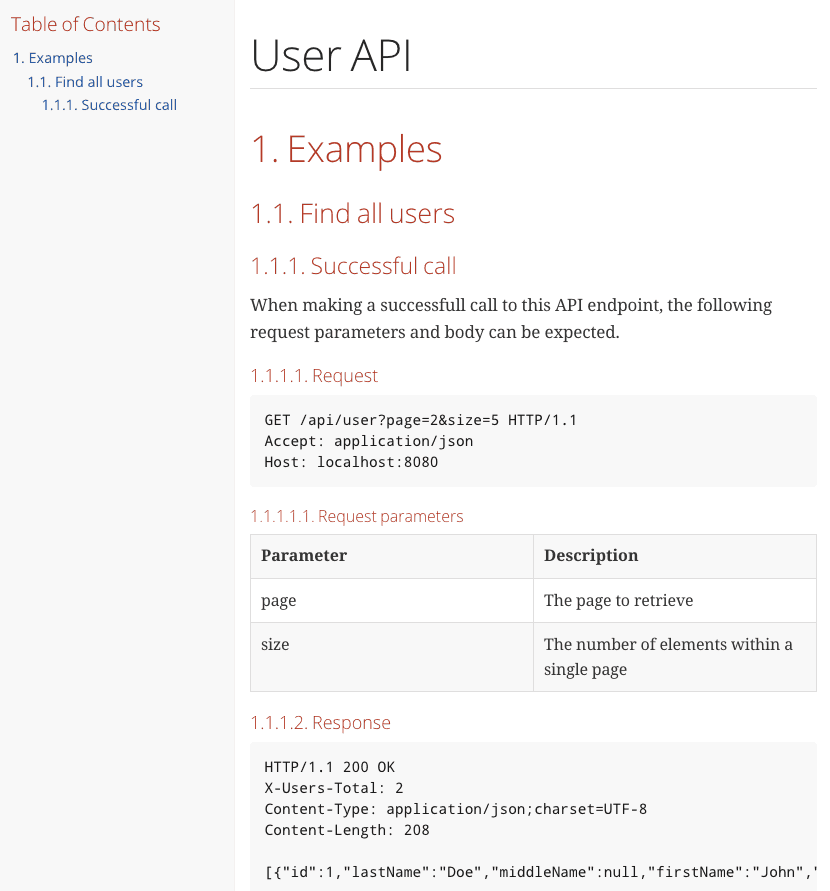 Table of Contents
1. Examples
1.1. Find all users
1.1.1. Successful call
User API
1. Examples
1.1. Find all users
1.1.1. Successful call
When making a successfull call to this API endpoint, the following
request parameters and body can be expected.
1.1.1.1. Request
GET /api/user?page=2&size=5 HTTP/1.1
Accept: application/json
Host: localhost:8080
1.1.1.1.1. Request parameters
Parameter Description
page The page to retrieve
size The number of elements within a
single page
1.1.1.2. Response
HTTP/1.1 200 OK
X-Users-Total: 2
Content-Type: application/json;charset=UTF-8
Content-Length: 208
[{"id":1,"lastName":"Doe","middleName":null,"firstName":"John","